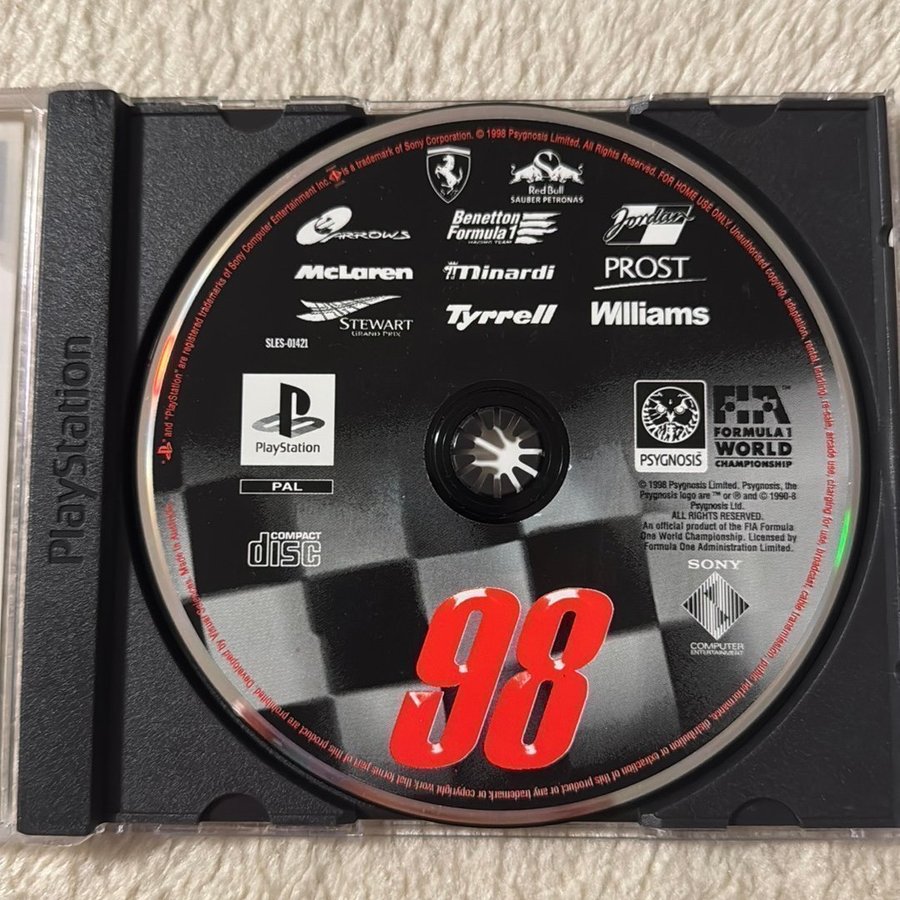 PlayStation
Red Bull
SAUBER PETRONAS
ARROWS
Benetton
Formula 1
RACING TEAM
Jordan
McLaren
Minardi
PROST
STEWART
GRAND PRIX
Tyrrell
Williams
SLES-01421
PlayStation
PAL
COMPACT
disc
PSYGNOSIS
FIA™
FORMULA 1
WORLD
CHAMPIONSHIP
© 1998 Psygnosis Limited. Psygnosis, the
Psygnosis logo are ™ or ® and © 1990-8
Psygnosis Ltd.
ALL RIGHTS RESERVED.
An official product of the FIA Formula
One World Championship. Licensed by
Formula One Administration Limited.
SONY
COMPUTER
ENTERTAINMENT
98
and "PlayStation" are registered trademarks of Sony Computer Entertainment Inc. is a trademark of Sony Corporation. © 1998 Psygnosis Limited. All Rights Reserved. FOR HOME USE ONLY. Unauthorised copying, adaptation, rental, lending, re-sale, arcade use, charging for use, broadcast, cable transmission, public performance, distribution or extraction of this product or any trademark or copyright work that forms part of this product are prohibited. Developed by Visual Sciences. Made in Austria.